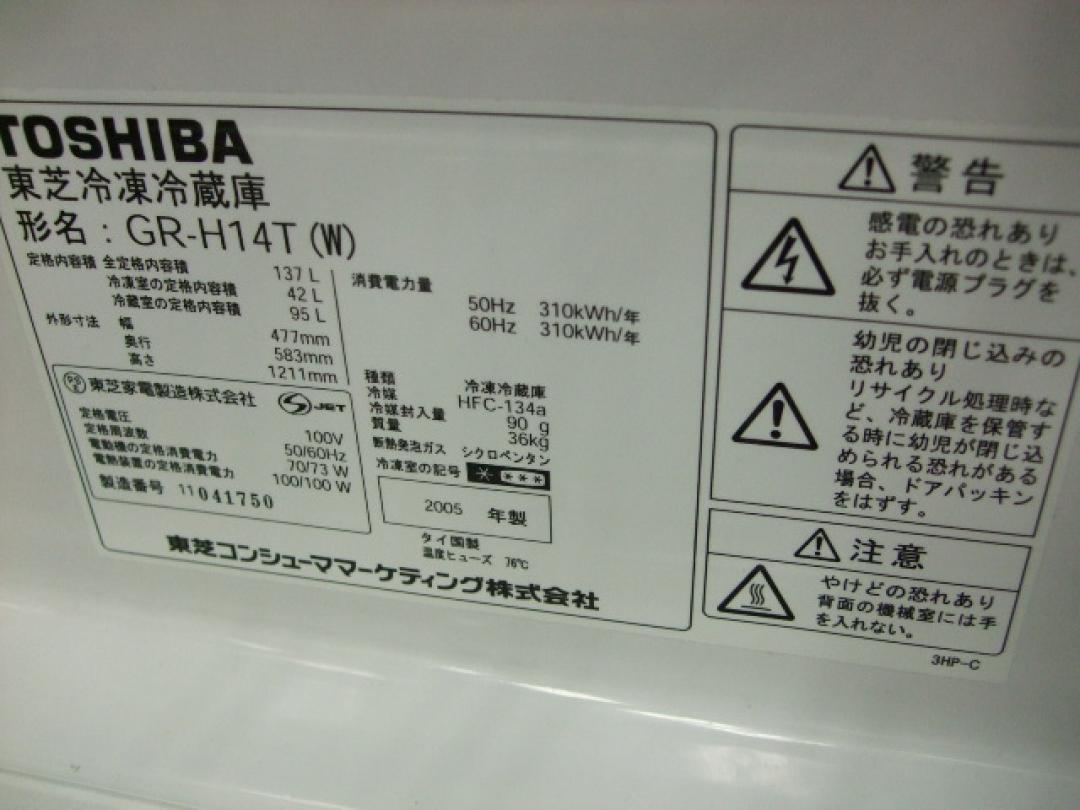 TOSHIBA
東芝冷凍冷蔵庫
形名：GR-H14T (W)
定格内容積 全定格内容積 137 L
冷凍室の定格内容積 42 L
冷蔵室の定格内容積 95 L
外形寸法 幅 477mm
奥行 583mm
高さ 1211mm
消費電力量
50Hz 310kWh/年
60Hz 310kWh/年
種類 冷凍冷蔵庫
冷媒 HFC-134a
冷媒封入量 90 g
質量 36kg
断熱発泡ガス シクロペンタン
冷凍室の記号 * ***
2005 年製
タイ国製
温度ヒューズ 76℃
PSE 東芝家電製造株式会社 JET
定格電圧 100V
定格周波数 50/60Hz
電動機の定格消費電力 70/73 W
電熱装置の定格消費電力 100/100 W
製造番号 11041750
東芝コンシューママーケティング株式会社
警告
感電の恐れあり
お手入れのときは、
必ず電源プラグを
抜く。
幼児の閉じ込みの
恐れあり
リサイクル処理時な
ど、冷蔵庫を保管す
る時に幼児が閉じ込
められる恐れがある
場合、ドアパッキン
をはずす。
注意
やけどの恐れあり
背面の機械室には手
を入れない。
3HP-C